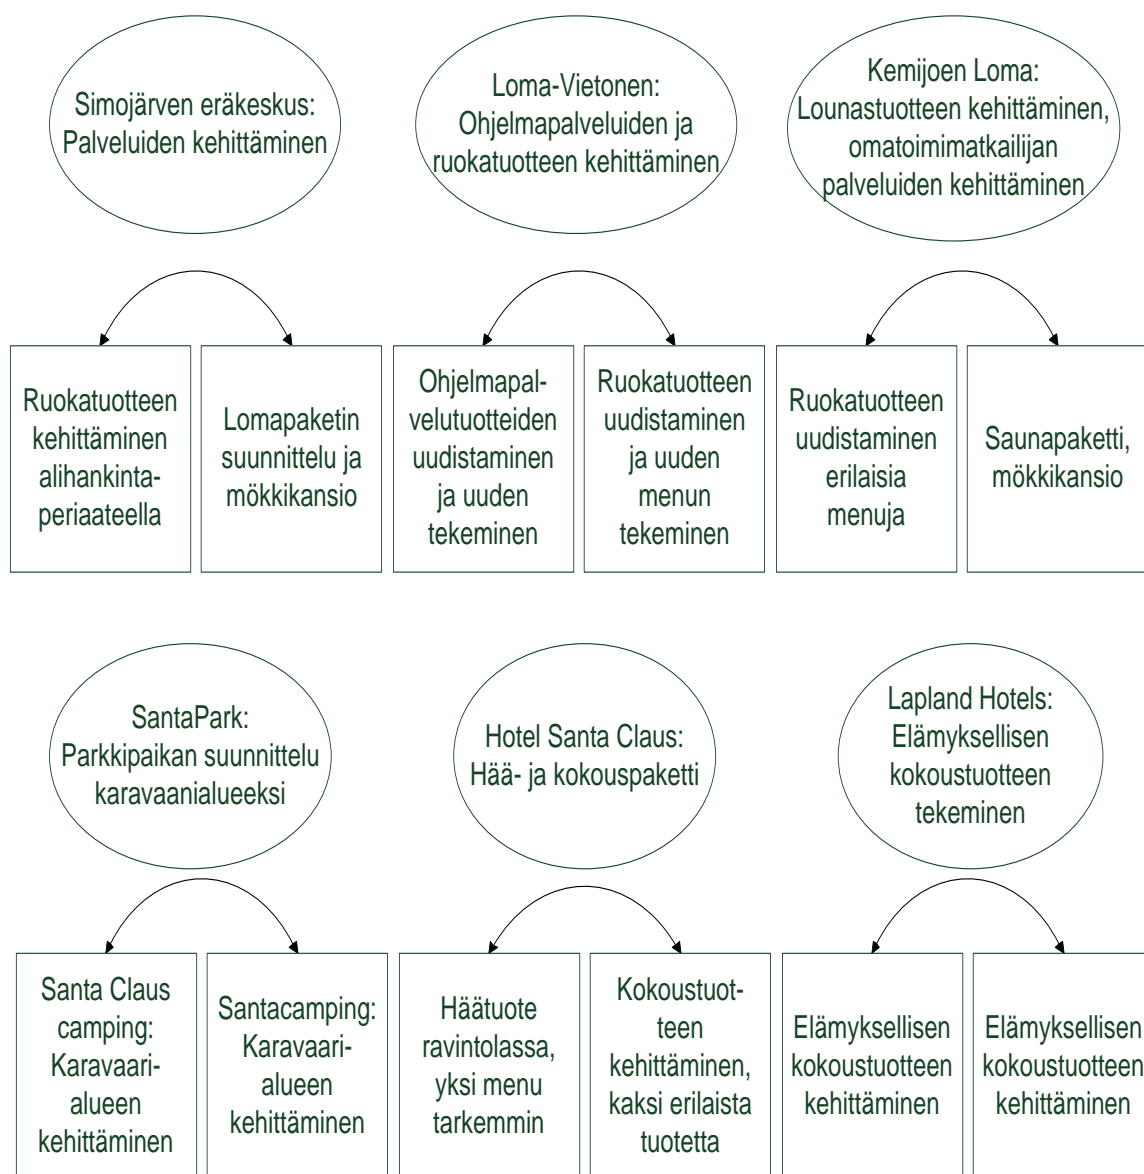 Simojärven eräkeskus:
Palveluiden kehittäminen
Loma-Vietonen:
Ohjelmapalveluiden ja
ruokatuotteen kehittäminen
Kemijoen Loma:
Lounastuotteen kehittäminen,
omatoimimatkailijan
palveluiden kehittäminen
Ruokatuotteen
kehittäminen
alihankinta-
periaateella
Lomapaketin
suunnittelu ja
mökkikansio
Ohjelmapal-
velutuotteiden
uudistaminen
ja uuden
tekeminen
Ruokatuotteen
uudistaminen
ja uuden
menun
tekeminen
Ruokatuotteen
uudistaminen
erilaisia
menuja
Saunapaketti,
mökkikansio
SantaPark:
Parkkipaikan suunnittelu
karavaanialueeksi
Hotel Santa Claus:
Hää- ja kokouspaketti
Lapland Hotels:
Elämyksellisen
kokoustuotteen
tekeminen
Santa Claus
camping:
Karavaari-
alueen
kehittäminen
Santacamping:
Karavaari-
alueen
kehittäminen
Häätuote
ravintolassa,
yksi menu
tarkemmin
Kokoustuot-
teen
kehittäminen,
kaksi erilaista
tuotetta
Elämyksellisen
kokoustuotteen
kehittäminen
Elämyksellisen
kokoustuotteen
kehittäminen